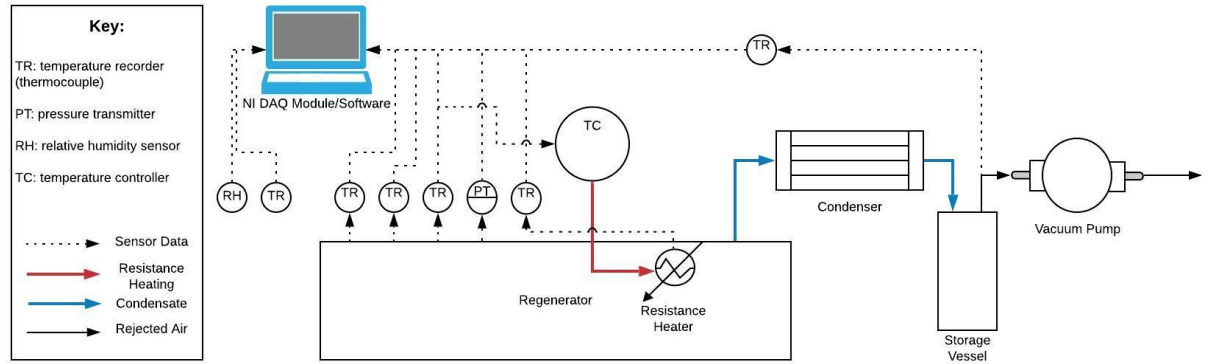 Key:
TR: temperature recorder
(thermocouple)
PT: pressure transmitter
RH: relative humidity sensor
TC: temperature controller
Sensor Data
Resistance
Heating
Condensate
Rejected Air
NI DAQ Module/Software
TR
TC
RH
TR
TR
TR
TR
PT
TR
Condenser
Vacuum Pump
Regenerator
Resistance
Heater
Storage
Vessel